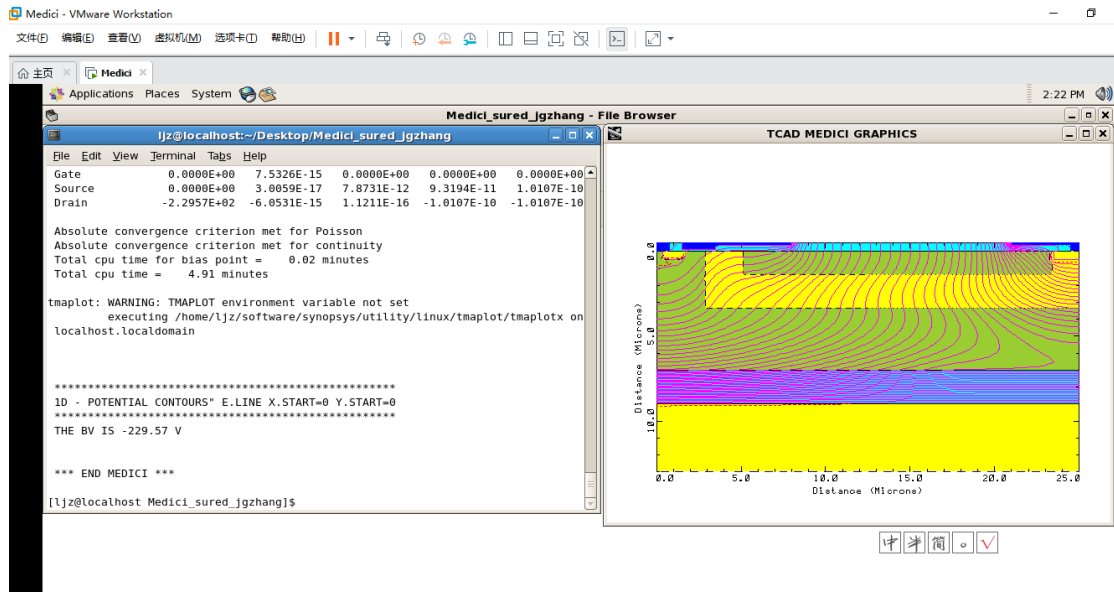 Medici - VMware Workstation
文件(F) 编辑(E) 查看(V) 虚拟机(M) 选项卡(T) 帮助(H)
主页 Medici
Applications Places System 2:22 PM
Medici_sured_jgzhang - File Browser
ljz@localhost:~/Desktop/Medici_sured_jgzhang
File Edit View Terminal Tabs Help
Gate 0.0000E+00 7.5326E-15 0.0000E+00 0.0000E+00 0.0000E+00
Source 0.0000E+00 3.0059E-17 7.8731E-12 9.3194E-11 1.0107E-10
Drain -2.2957E+02 -6.0531E-15 1.1211E-16 -1.0107E-10 -1.0107E-10
Absolute convergence criterion met for Poisson
Absolute convergence criterion met for continuity
Total cpu time for bias point = 0.02 minutes
Total cpu time = 4.91 minutes
tmaplot: WARNING: TMAPLOT environment variable not set
executing /home/ljz/software/synopsys/utility/linux/tmaplot/tmaplotx on
localhost.localdomain
*****************************************************
1D - POTENTIAL CONTOURS" E.LINE X.START=0 Y.START=0
*****************************************************
THE BV IS -229.57 V
*** END MEDICI ***
[ljz@localhost Medici_sured_jgzhang]$
TCAD MEDICI GRAPHICS
0.0
5.0
10.0
Distance (Microns)
0.0 5.0 10.0 15.0 20.0 25.0
Distance (Microns)
中 半 简 。